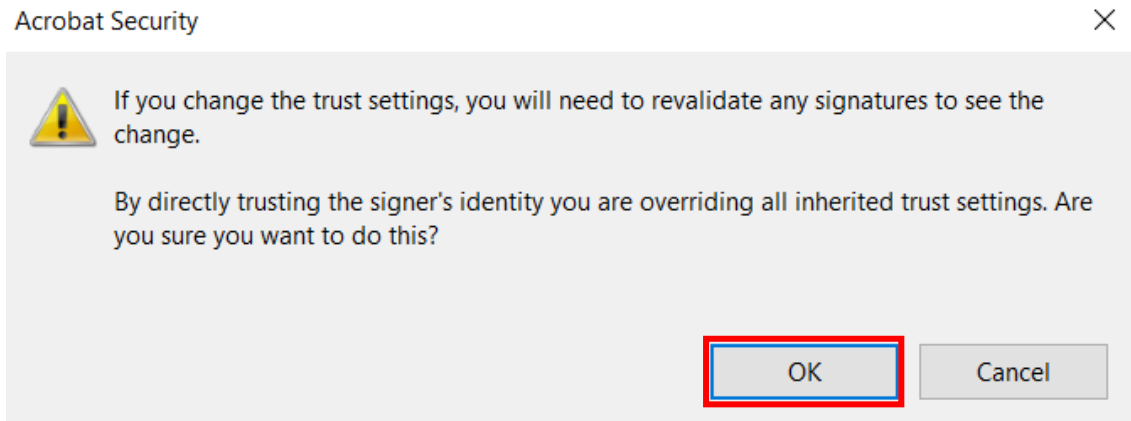 Acrobat Security
If you change the trust settings, you will need to revalidate any signatures to see the
change.
By directly trusting the signer's identity you are overriding all inherited trust settings. Are
you sure you want to do this?
OK
Cancel